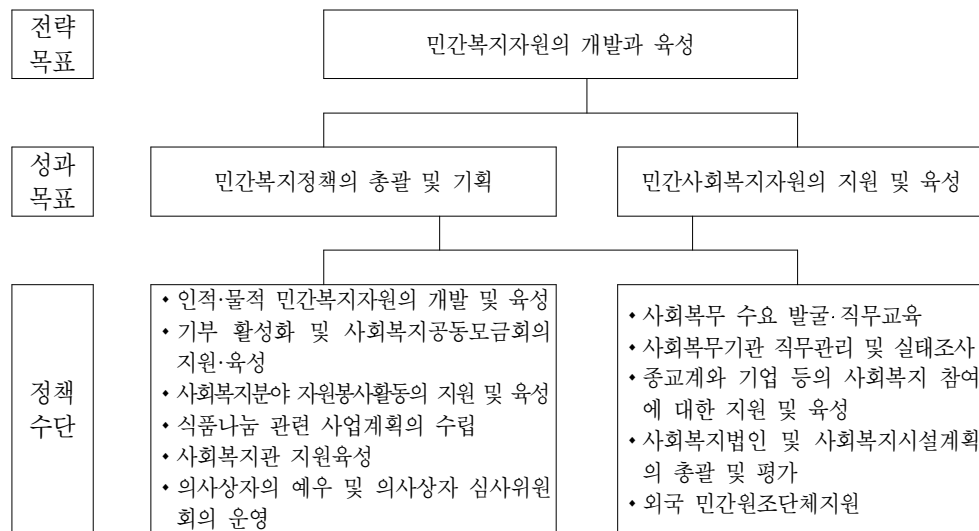 전략
목표
민간복지자원의 개발과 육성
성과
목표
민간복지정책의 총괄 및 기획
민간사회복지자원의 지원 및 육성
정책
수단
◆ 인적·물적 민간복지자원의 개발 및 육성
◆ 기부 활성화 및 사회복지공동모금회의
지원·육성
◆ 사회복지분야 자원봉사활동의 지원 및 육성
◆ 식품나눔 관련 사업계획의 수립
◆ 사회복지관 지원육성
◆ 의사상자의 예우 및 의사상자 심사위원
회의 운영
◆ 사회복무 수요 발굴·직무교육
◆ 사회복무기관 직무관리 및 실태조사
◆ 종교계와 기업 등의 사회복지 참여
에 대한 지원 및 육성
◆ 사회복지법인 및 사회복지시설계획
의 총괄 및 평가
◆ 외국 민간원조단체지원